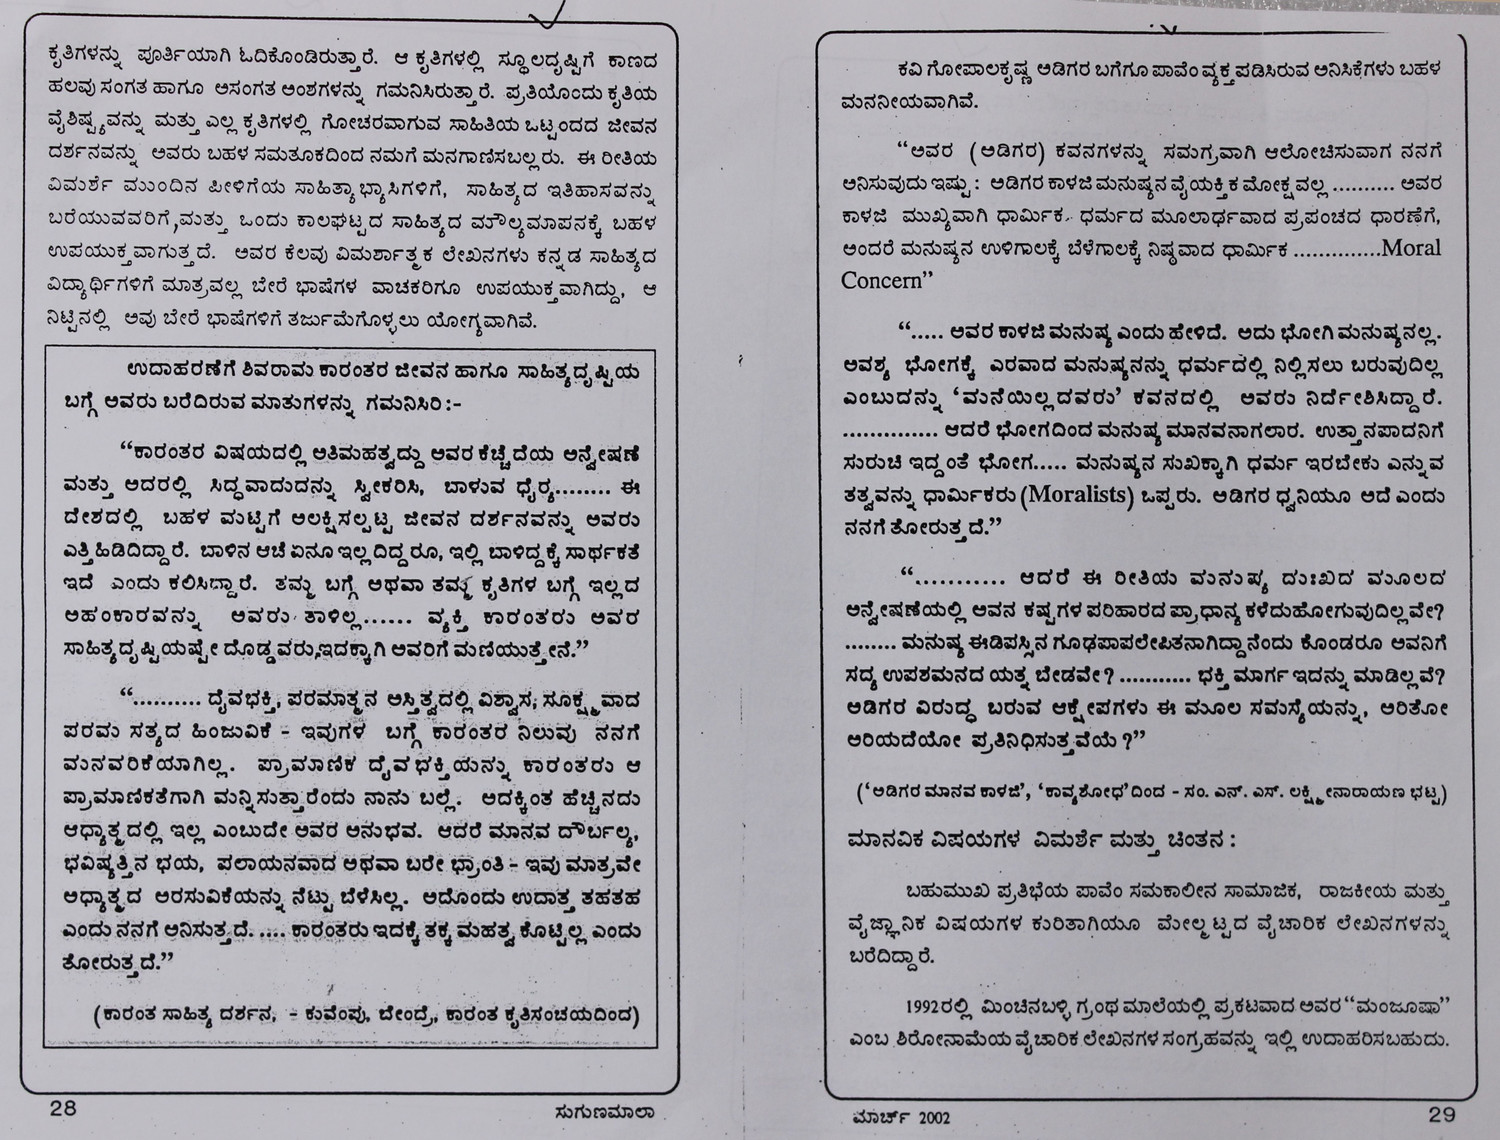 ಕೃತಿಗಳನ್ನು ಪೂರ್ತಿಯಾಗಿ ಓದಿಕೊಂಡಿರುತ್ತಾರೆ. ಆ ಕೃತಿಗಳಲ್ಲಿ ಸ್ಥೂಲದೃಷ್ಟಿಗೆ ಕಾಣದ
ಹಲವು ಸಂಗತ ಹಾಗೂ ಅಸಂಗತ ಅಂಶಗಳನ್ನು ಗಮನಿಸಿರುತ್ತಾರೆ. ಪ್ರತಿಯೊಂದು ಕೃತಿಯ
ವೈಶಿಷ್ಟ್ಯವನ್ನು ಮತ್ತು ಎಲ್ಲ ಕೃತಿಗಳಲ್ಲಿ ಗೋಚರವಾಗುವ ಸಾಹಿತಿಯ ಒಟ್ಟಂದದ ಜೀವನ
ದರ್ಶನವನ್ನು ಅವರು ಬಹಳ ಸಮತೂಕದಿಂದ ನಮಗೆ ಮನಗಾಣಿಸಬಲ್ಲರು. ಈ ರೀತಿಯ
ವಿಮರ್ಶೆ ಮುಂದಿನ ಪೀಳಿಗೆಯ ಸಾಹಿತ್ಯಾಭ್ಯಾಸಿಗಳಿಗೆ, ಸಾಹಿತ್ಯದ ಇತಿಹಾಸವನ್ನು
ಬರೆಯುವವರಿಗೆ,ಮತ್ತು ಒಂದು ಕಾಲಘಟ್ಟದ ಸಾಹಿತ್ಯದ ಮೌಲ್ಯಮಾಪನಕ್ಕೆ ಬಹಳ
ಉಪಯುಕ್ತವಾಗುತ್ತದೆ. ಅವರ ಕೆಲವು ವಿಮರ್ಶಾತ್ಮಕ ಲೇಖನಗಳು ಕನ್ನಡ ಸಾಹಿತ್ಯದ
ವಿದ್ಯಾರ್ಥಿಗಳಿಗೆ ಮಾತ್ರವಲ್ಲ ಬೇರೆ ಭಾಷೆಗಳ ವಾಚಕರಿಗೂ ಉಪಯುಕ್ತವಾಗಿದ್ದು, ಆ
ನಿಟ್ಟಿನಲ್ಲಿ ಅವು ಬೇರೆ ಭಾಷೆಗಳಿಗೆ ತರ್ಜುಮೆಗೊಳ್ಳಲು ಯೋಗ್ಯವಾಗಿವೆ.
ಉದಾಹರಣೆಗೆ ಶಿವರಾಮ ಕಾರಂತರ ಜೀವನ ಹಾಗೂ ಸಾಹಿತ್ಯದೃಷ್ಟಿಯ
ಬಗ್ಗೆ ಅವರು ಬರೆದಿರುವ ಮಾತುಗಳನ್ನು ಗಮನಿಸಿರಿ:-
“ಕಾರಂತರ ವಿಷಯದಲ್ಲಿ ಅತಿಮಹತ್ವದ್ದು ಅವರ ಕೆಚ್ಚೆದೆಯ ಅನ್ವೇಷಣೆ
ಮತ್ತು ಅದರಲ್ಲಿ ಸಿದ್ಧವಾದುದನ್ನು ಸ್ವೀಕರಿಸಿ, ಬಾಳುವ ಧೈರ್ಯ........ ಈ
ದೇಶದಲ್ಲಿ ಬಹಳ ಮಟ್ಟಿಗೆ ಅಲಕ್ಷಿಸಲ್ಪಟ್ಟ ಜೀವನ ದರ್ಶನವನ್ನು ಅವರು
ಎತ್ತಿಹಿಡಿದಿದ್ದಾರೆ. ಬಾಳಿನ ಆಚೆ ಏನೂ ಇಲ್ಲದಿದ್ದರೂ, ಇಲ್ಲಿ ಬಾಳಿದ್ದಕ್ಕೆ ಸಾರ್ಥಕತೆ
ಇದೆ ಎಂದು ಕಲಿಸಿದ್ದಾರೆ. ತಮ್ಮ ಬಗ್ಗೆ ಅಥವಾ ತಮ್ಮ ಕೃತಿಗಳ ಬಗ್ಗೆ ಇಲ್ಲದ
ಅಹಂಕಾರವನ್ನು ಅವರು ತಾಳಿಲ್ಲ...... ವ್ಯಕ್ತಿ ಕಾರಂತರು ಅವರ
ಸಾಹಿತ್ಯದೃಷ್ಟಿಯಷ್ಟೇ ದೊಡ್ಡವರು,ಇದಕ್ಕಾಗಿ ಅವರಿಗೆ ಮಣಿಯುತ್ತೇನೆ.”
“.......... ದೈವಭಕ್ತಿ, ಪರಮಾತ್ಮನ ಅಸ್ತಿತ್ವದಲ್ಲಿ ವಿಶ್ವಾಸ, ಸೂಕ್ಷ್ಮವಾದ
ಪರಮ ಸತ್ಯದ ಹಿಂಜುವಿಕೆ - ಇವುಗಳ ಬಗ್ಗೆ ಕಾರಂತರ ನಿಲುವು ನನಗೆ
ಮನವರಿಕೆಯಾಗಿಲ್ಲ. ಪ್ರಾಮಾಣಿಕ ದೈವಭಕ್ತಿಯನ್ನು ಕಾರಂತರು ಆ
ಪ್ರಾಮಾಣಿಕತೆಗಾಗಿ ಮನ್ನಿಸುತ್ತಾರೆಂದು ನಾನು ಬಲ್ಲೆ. ಅದಕ್ಕಿಂತ ಹೆಚ್ಚಿನದು
ಆಧ್ಯಾತ್ಮದಲ್ಲಿ ಇಲ್ಲ ಎಂಬುದೇ ಅವರ ಅನುಭವ. ಆದರೆ ಮಾನವ ದೌರ್ಬಲ್ಯ,
ಭವಿಷ್ಯತ್ತಿನ ಭಯ, ಪಲಾಯನವಾದ ಅಥವಾ ಬರೇ ಭ್ರಾಂತಿ - ಇವು ಮಾತ್ರವೇ
ಅಧ್ಯಾತ್ಮದ ಅರಸುವಿಕೆಯನ್ನು ನೆಟ್ಟು ಬೆಳೆಸಿಲ್ಲ. ಅದೊಂದು ಉದಾತ್ತ ತಹತಹ
ಎಂದು ನನಗೆ ಅನಿಸುತ್ತದೆ..... ಕಾರಂತರು ಇದಕ್ಕೆ ತಕ್ಕ ಮಹತ್ವ ಕೊಟ್ಟಿಲ್ಲ ಎಂದು
ತೋರುತ್ತದೆ.”
(ಕಾರಂತ ಸಾಹಿತ್ಯ ದರ್ಶನ, - ಕುವೆಂಪು, ಬೇಂದ್ರೆ, ಕಾರಂತ ಕೃತಿಸಂಚಯದಿಂದ)
28 ಸುಗುಣಮಾಲಾ
ಕವಿ ಗೋಪಾಲಕೃಷ್ಣ ಅಡಿಗರ ಬಗೆಗೂ ಪಾವೆಂ ವ್ಯಕ್ತಪಡಿಸಿರುವ ಅನಿಸಿಕೆಗಳು ಬಹಳ
ಮನನೀಯವಾಗಿವೆ.
“ಅವರ (ಅಡಿಗರ) ಕವನಗಳನ್ನು ಸಮಗ್ರವಾಗಿ ಆಲೋಚಿಸುವಾಗ ನನಗೆ
ಅನಿಸುವುದು ಇಷ್ಟು: ಅಡಿಗರ ಕಾಳಜಿ ಮನುಷ್ಯನ ವೈಯಕ್ತಿಕ ಮೋಕ್ಷವಲ್ಲ .......... ಅವರ
ಕಾಳಜಿ ಮುಖ್ಯವಾಗಿ ಧಾರ್ಮಿಕ. ಧರ್ಮದ ಮೂಲಾರ್ಥವಾದ ಪ್ರಪಂಚದ ಧಾರಣೆಗೆ,
ಅಂದರೆ ಮನುಷ್ಯನ ಉಳಿಗಾಲಕ್ಕೆ ಬೆಳೆಗಾಲಕ್ಕೆ ನಿಷ್ಠವಾದ ಧಾರ್ಮಿಕ ..............Moral
Concern”
“..... ಅವರ ಕಾಳಜಿ ಮನುಷ್ಯ ಎಂದು ಹೇಳಿದೆ. ಅದು ಭೋಗಿ ಮನುಷ್ಯನಲ್ಲ.
ಅವಶ್ಯ ಭೋಗಕ್ಕೆ ಎರವಾದ ಮನುಷ್ಯನನ್ನು ಧರ್ಮದಲ್ಲಿ ನಿಲ್ಲಿಸಲು ಬರುವುದಿಲ್ಲ
ಎಂಬುದನ್ನು ‘ಮನೆಯಿಲ್ಲದವರು’ ಕವನದಲ್ಲಿ ಅವರು ನಿರ್ದೇಶಿಸಿದ್ದಾರೆ.
.............. ಆದರೆ ಭೋಗದಿಂದ ಮನುಷ್ಯ ಮಾನವನಾಗಲಾರ. ಉತ್ತಾನಪಾದನಿಗೆ
ಸುರುಚಿ ಇದ್ದಂತೆ ಭೋಗ..... ಮನುಷ್ಯನ ಸುಖಕ್ಕಾಗಿ ಧರ್ಮ ಇರಬೇಕು ಎನ್ನುವ
ತತ್ವವನ್ನು ಧಾರ್ಮಿಕರು (Moralists) ಒಪ್ಪರು. ಅಡಿಗರ ಧ್ವನಿಯೂ ಅದೆ ಎಂದು
ನನಗೆ ತೋರುತ್ತದೆ.”
“........... ಆದರೆ ಈ ರೀತಿಯ ಮನುಷ್ಯ ದುಃಖದ ಮೂಲದ
ಅನ್ವೇಷಣೆಯಲ್ಲಿ ಅವನ ಕಷ್ಟಗಳ ಪರಿಹಾರದ ಪ್ರಾಧಾನ್ಯ ಕಳೆದುಹೋಗುವುದಿಲ್ಲವೇ?
........ ಮನುಷ್ಯ ಈಡಿಪಸ್ಸಿನ ಗೂಢಪಾಪಲೇಪಿತನಾಗಿದ್ದಾನೆಂದು ಕೊಂಡರೂ ಅವನಿಗೆ
ಸದ್ಯ ಉಪಶಮನದ ಯತ್ನ ಬೇಡವೇ? ........... ಭಕ್ತಿ ಮಾರ್ಗ ಇದನ್ನು ಮಾಡಿಲ್ಲವೆ?
ಅಡಿಗರ ವಿರುದ್ಧ ಬರುವ ಆಕ್ಷೇಪಗಳು ಈ ಮೂಲ ಸಮಸ್ಯೆಯನ್ನು, ಅರಿತೋ
ಅರಿಯದೆಯೋ ಪ್ರತಿನಿಧಿಸುತ್ತವೆಯೆ?”
(‘ಅಡಿಗರ ಮಾನವ ಕಾಳಜಿ’, ‘ಕಾವ್ಯಶೋಧ’ದಿಂದ - ಸಂ. ಎನ್. ಎಸ್. ಲಕ್ಷ್ಮೀನಾರಾಯಣ ಭಟ್ಟ)
ಮಾನವಿಕ ವಿಷಯಗಳ ವಿಮರ್ಶೆ ಮತ್ತು ಚಿಂತನ :
ಬಹುಮುಖ ಪ್ರತಿಭೆಯ ಪಾವೆಂ ಸಮಕಾಲೀನ ಸಾಮಾಜಿಕ, ರಾಜಕೀಯ ಮತ್ತು
ವೈಜ್ಞಾನಿಕ ವಿಷಯಗಳ ಕುರಿತಾಗಿಯೂ ಮೇಲ್ಮಟ್ಟದ ವೈಚಾರಿಕ ಲೇಖನಗಳನ್ನು
ಬರೆದಿದ್ದಾರೆ.
1992ರಲ್ಲಿ ಮಿಂಚಿನಬಳ್ಳಿ ಗ್ರಂಥ ಮಾಲೆಯಲ್ಲಿ ಪ್ರಕಟವಾದ ಅವರ “ಮಂಜೂಷಾ”
ಎಂಬ ಶಿರೋನಾಮೆಯ ವೈಚಾರಿಕ ಲೇಖನಗಳ ಸಂಗ್ರಹವನ್ನು ಇಲ್ಲಿ ಉದಾಹರಿಸಬಹುದು.
ಮಾರ್ಚ್ 2002 29